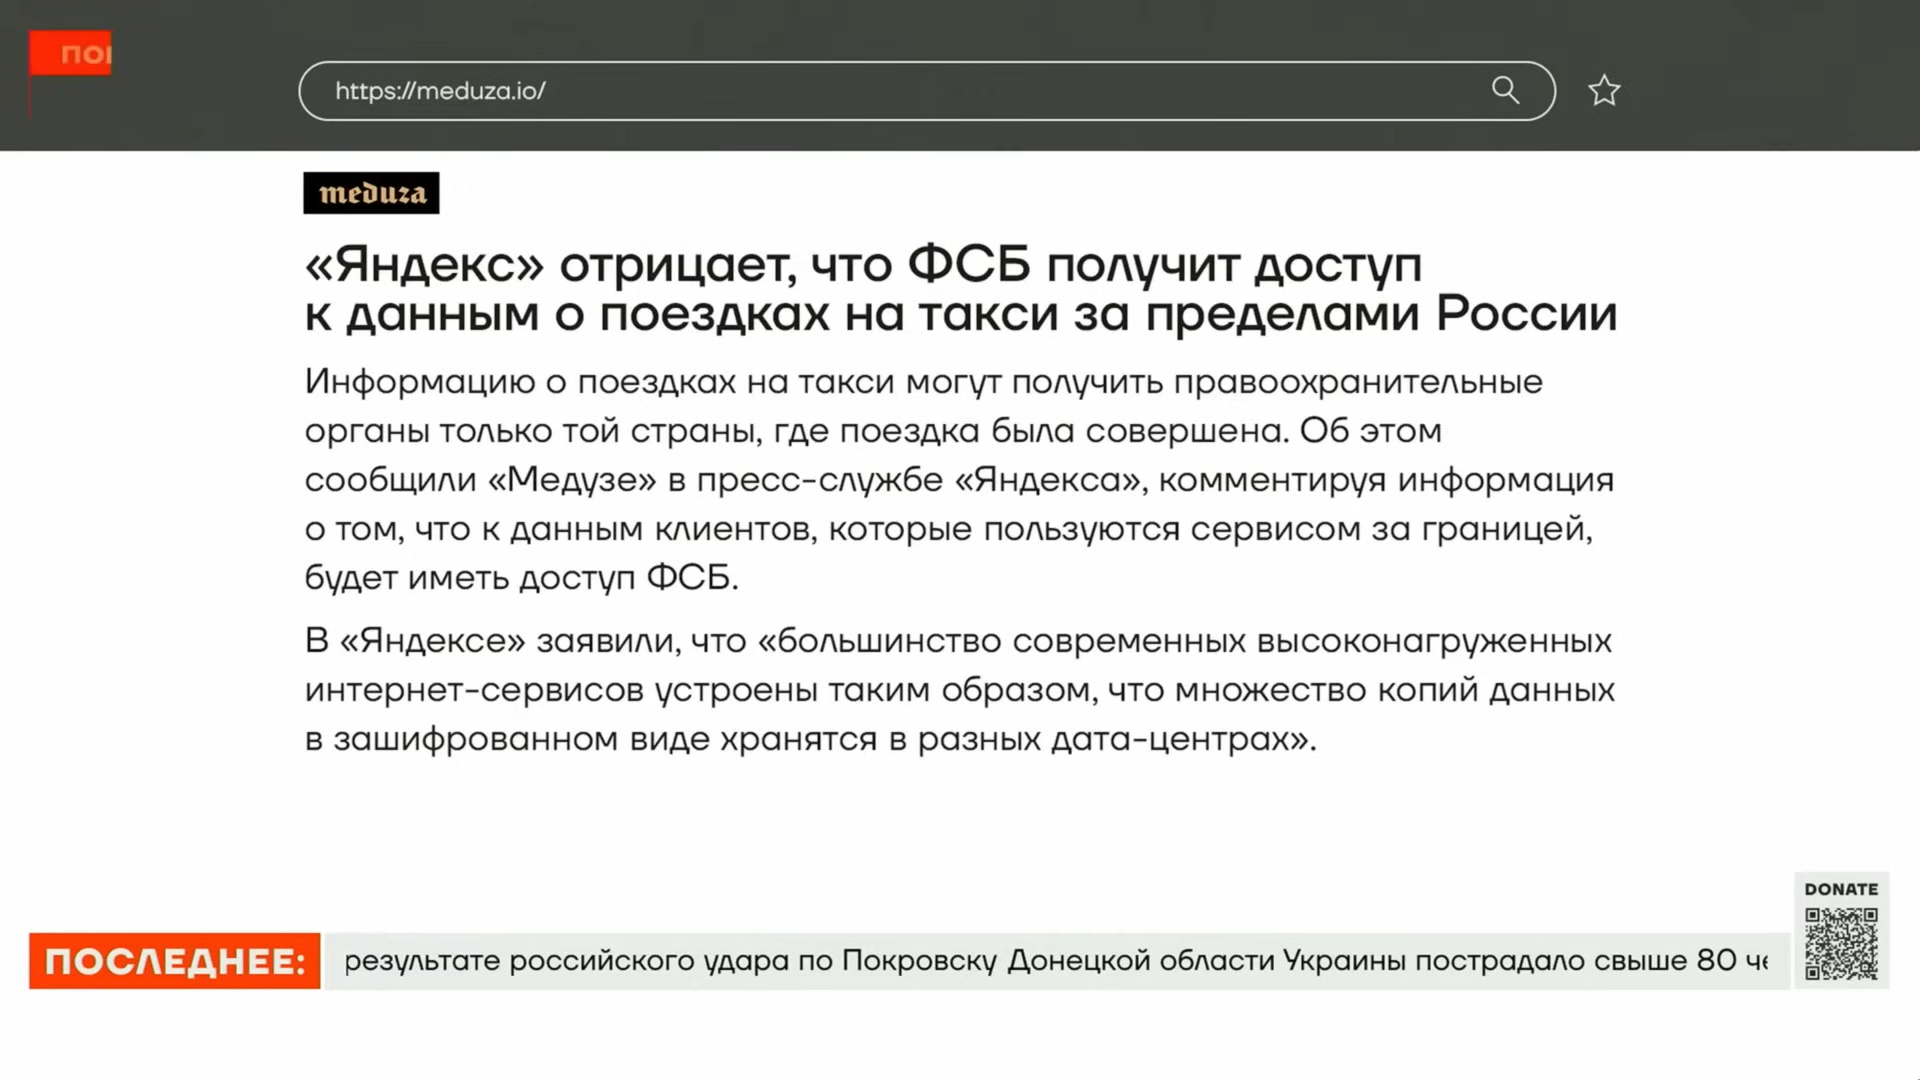 https://meduza.io/
meduza
«Яндекс» отрицает, что ФСБ получит доступ
к данным о поездках на такси за пределами России
Информацию о поездках на такси могут получить правоохранительные
органы только той страны, где поездка была совершена. Об этом
сообщили «Медузе» в пресс-службе «Яндекса», комментируя информация
о том, что к данным клиентов, которые пользуются сервисом за границей,
будет иметь доступ ФСБ.
В «Яндексе» заявили, что «большинство современных высоконагруженных
интернет-сервисов устроены таким образом, что множество копий данных
в зашифрованном виде хранятся в разных дата-центрах».
DONATE
ПОСЛЕДНЕЕ:
результате российского удара по Покровску Донецкой области Украины пострадало свыше 80